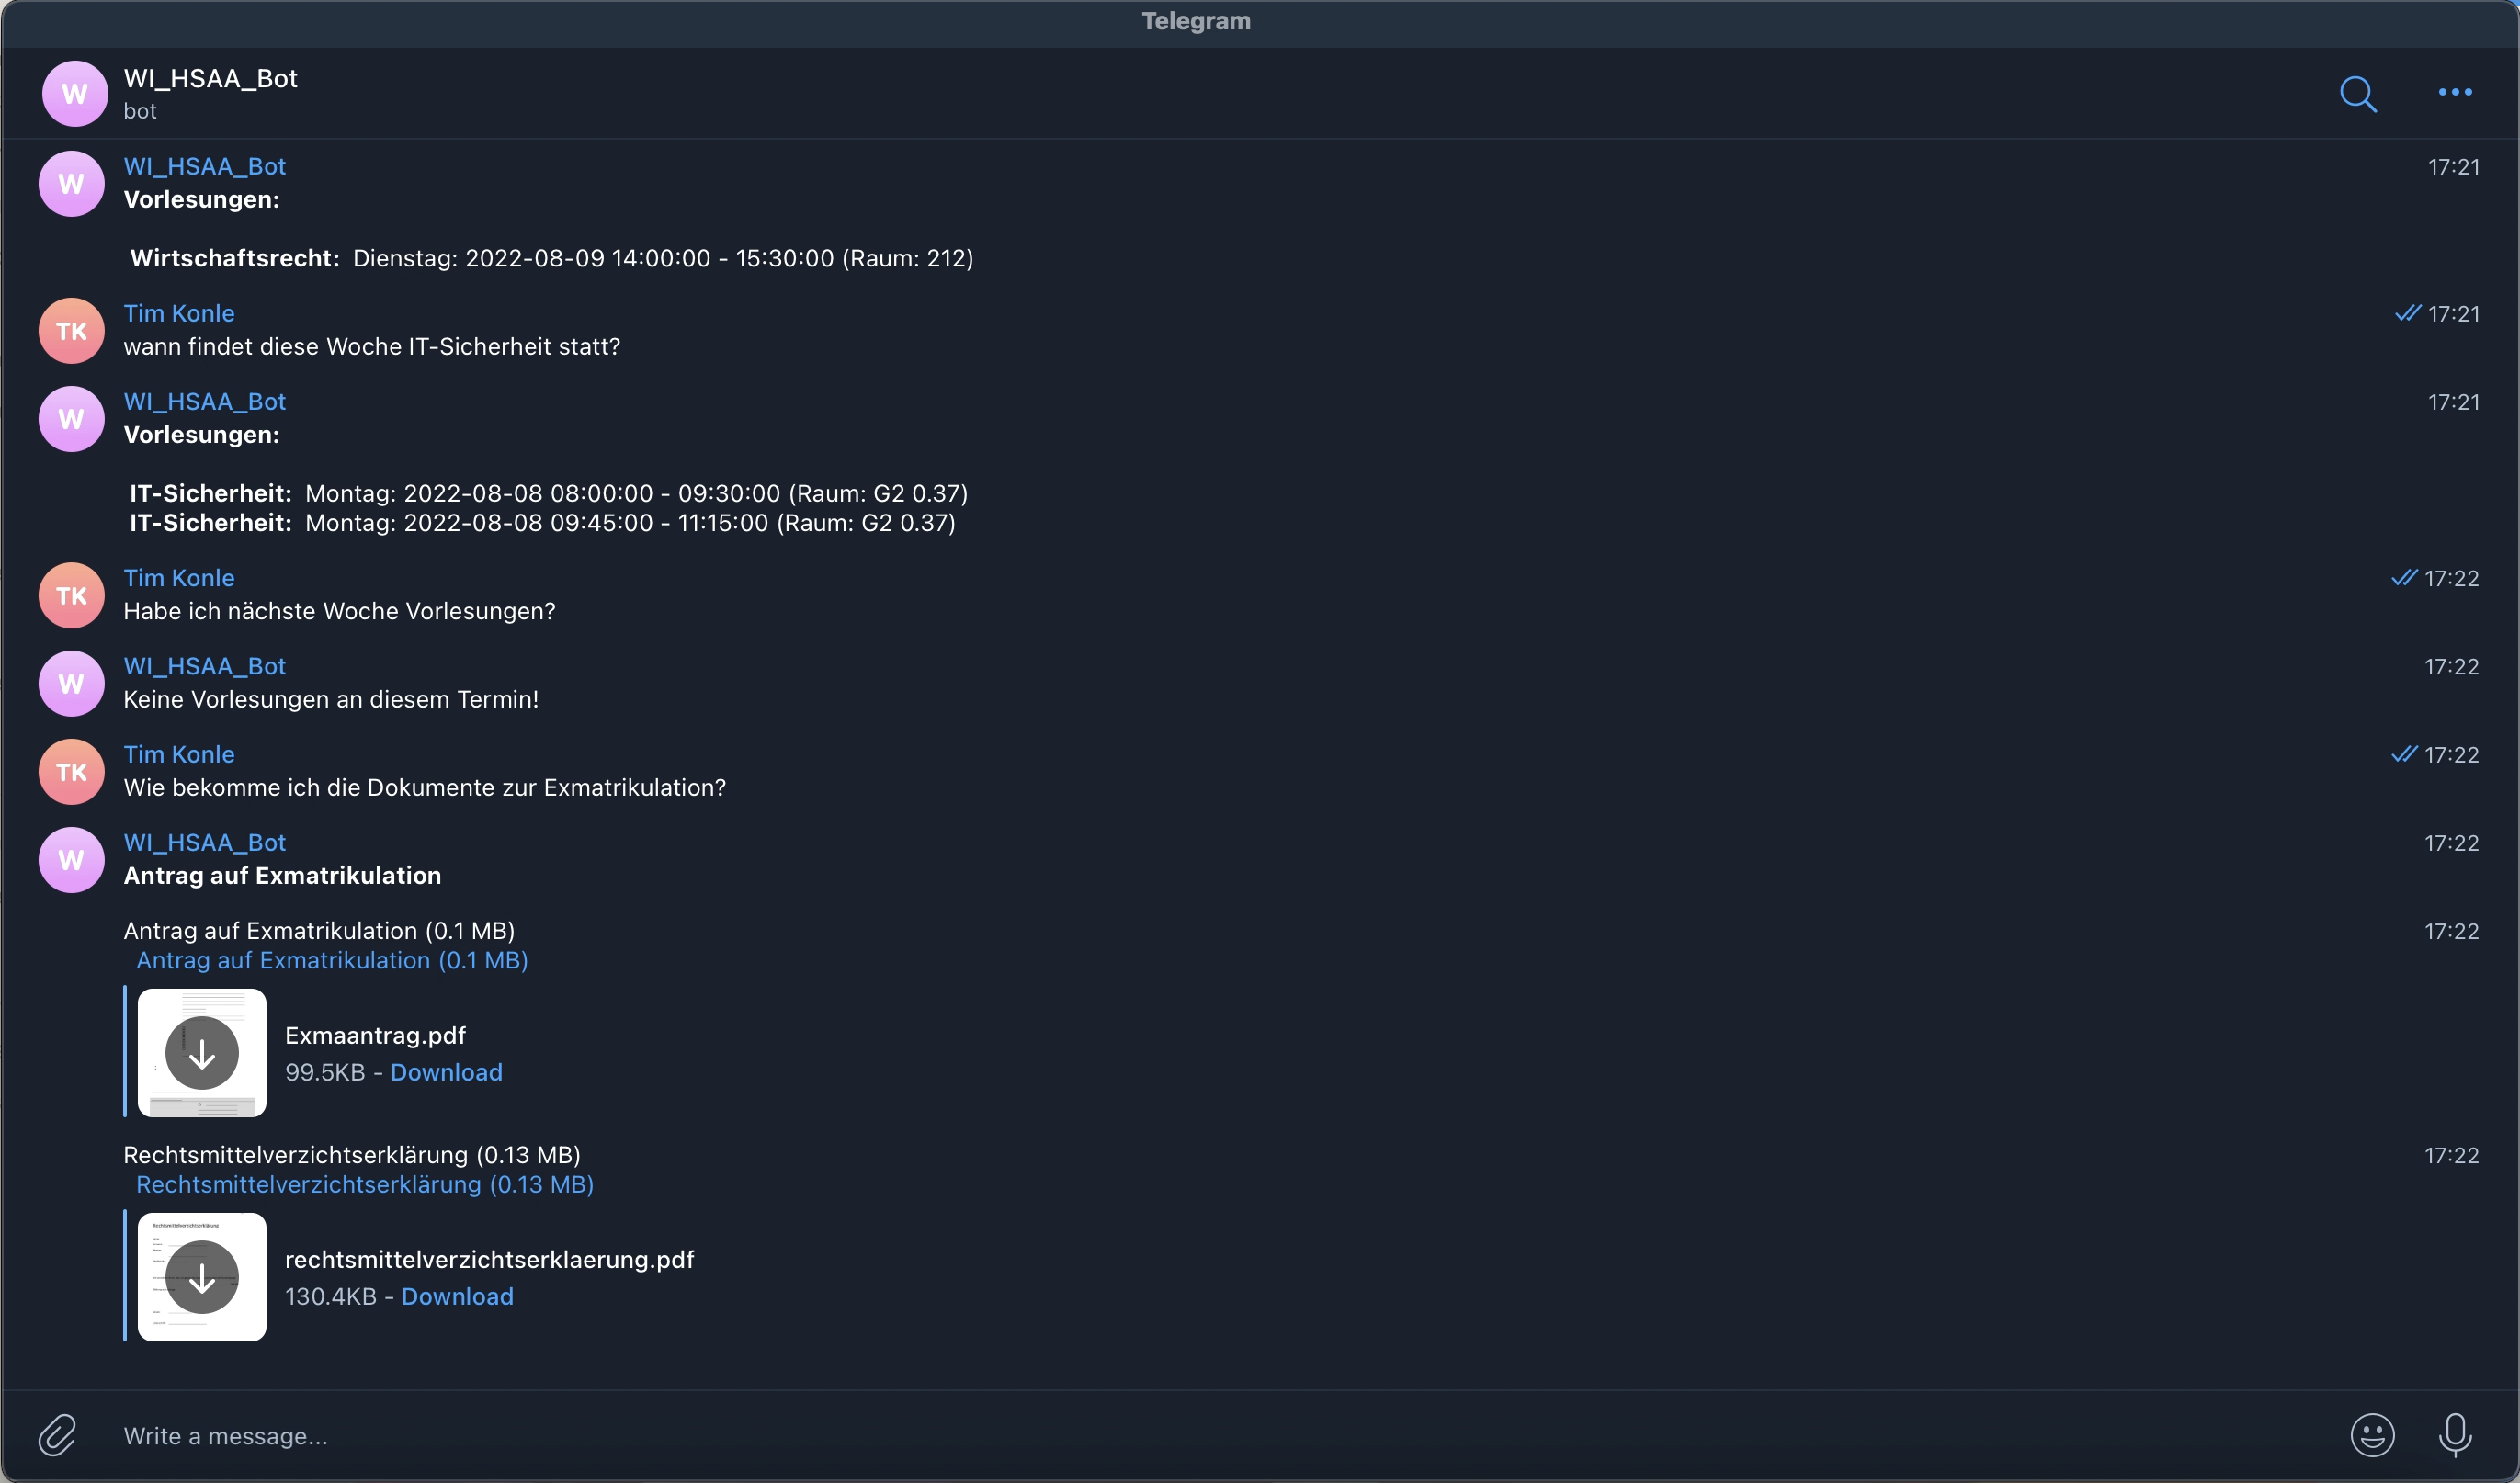 Telegram
W
WI_HSAA_Bot
bot
W
WI_HSAA_Bot
17:21
Vorlesungen:
Wirtschaftsrecht: Dienstag: 2022-08-09 14:00:00 - 15:30:00 (Raum: 212)
TK
Tim Konle
17:21
wann findet diese Woche IT-Sicherheit statt?
W
WI_HSAA_Bot
17:21
Vorlesungen:
IT-Sicherheit: Montag: 2022-08-08 08:00:00 - 09:30:00 (Raum: G2 0.37)
IT-Sicherheit: Montag: 2022-08-08 09:45:00 - 11:15:00 (Raum: G2 0.37)
TK
Tim Konle
17:22
Habe ich nächste Woche Vorlesungen?
W
WI_HSAA_Bot
17:22
Keine Vorlesungen an diesem Termin!
TK
Tim Konle
17:22
Wie bekomme ich die Dokumente zur Exmatrikulation?
W
WI_HSAA_Bot
17:22
Antrag auf Exmatrikulation
Antrag auf Exmatrikulation (0.1 MB)
17:22
Antrag auf Exmatrikulation (0.1 MB)
Exmaantrag.pdf
99.5KB - Download
Rechtsmittelverzichtserklärung (0.13 MB)
17:22
Rechtsmittelverzichtserklärung (0.13 MB)
Rechtsmittelverzichtserklärung
rechtsmittelverzichtserklaerung.pdf
130.4KB - Download
Write a message...